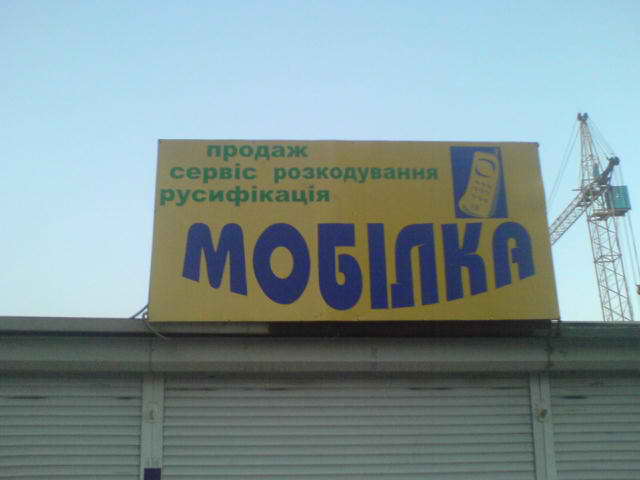 продаж
сервіс розкодування
русифікація
МОБІЛКА